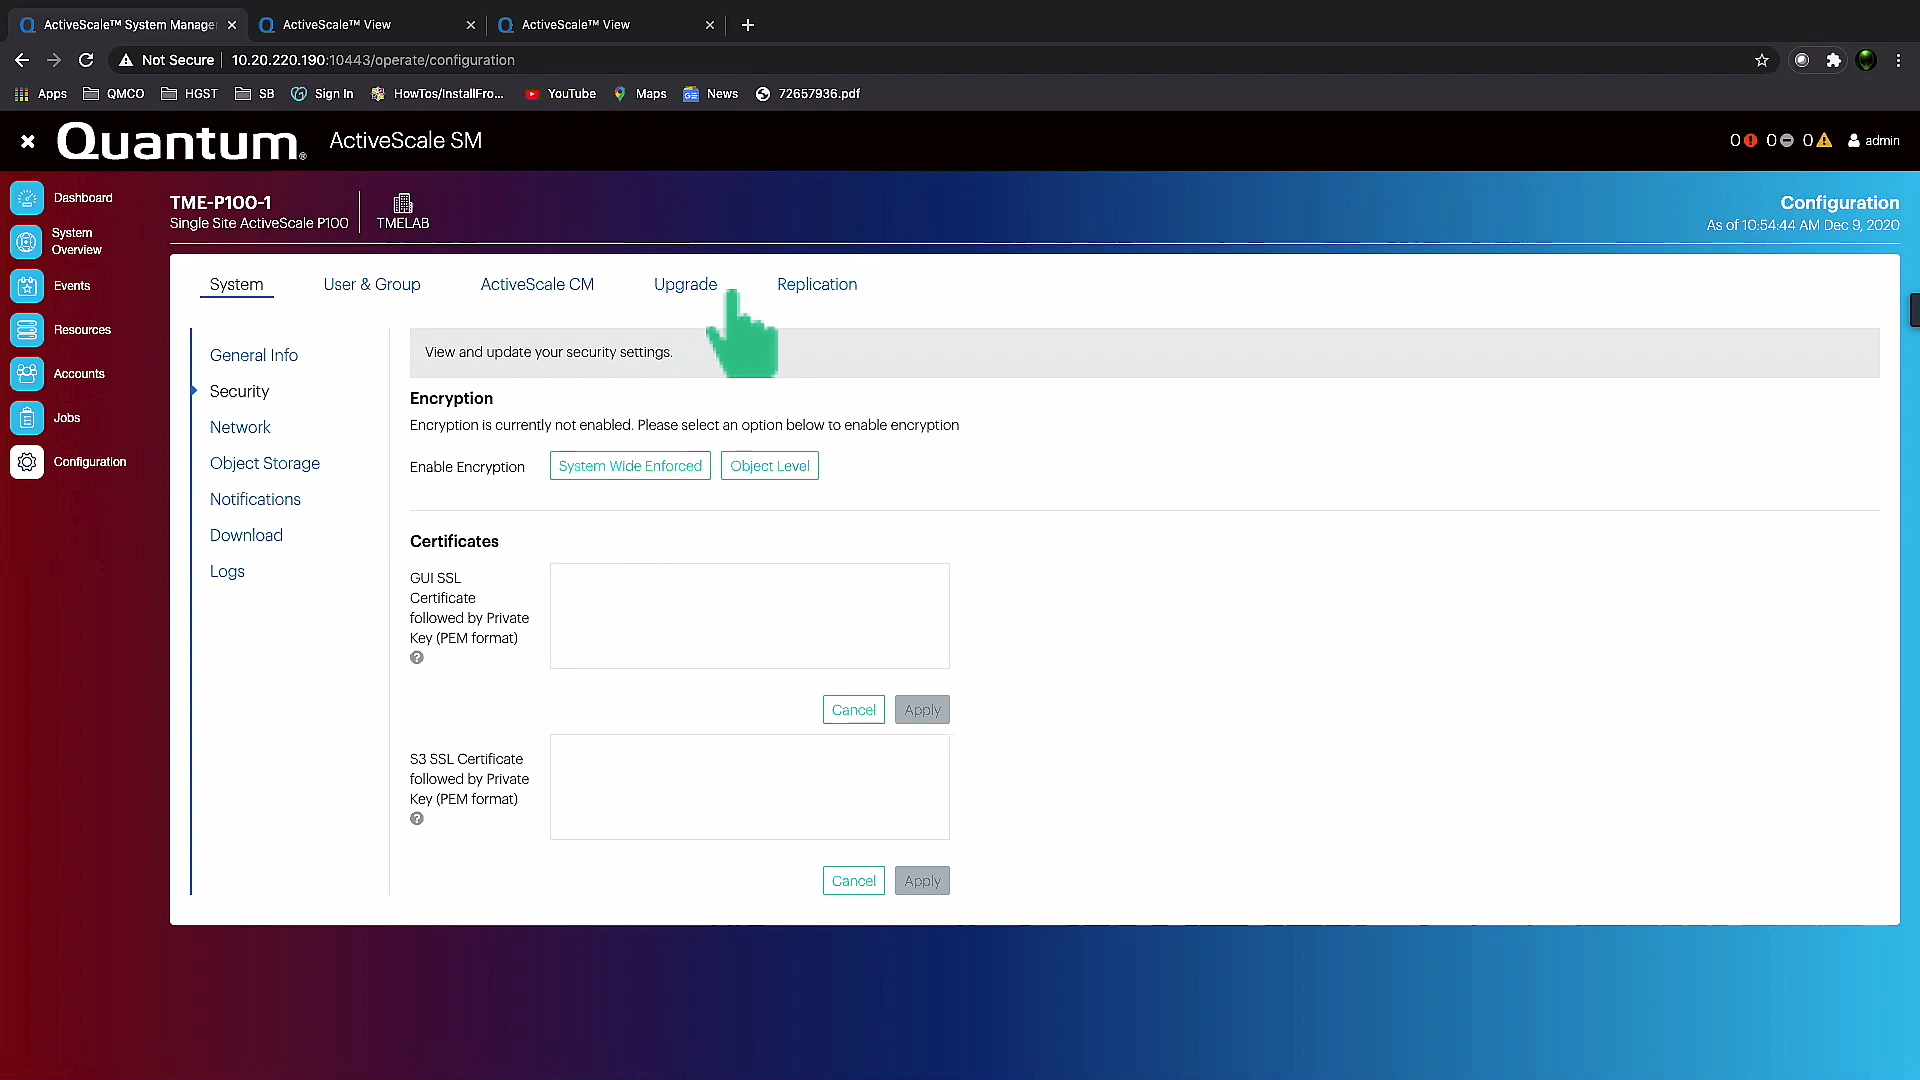 ActiveScale™ System Manage
ActiveScale™ View
ActiveScale™ View
Not Secure
10.20.220.190:10443/operate/configuration
Apps
QMCO
HGST
SB
Sign In
HowTos/InstallFro...
YouTube
Maps
News
72657936.pdf
Quantum®
ActiveScale SM
0
0
0
admin
Dashboard
System
Overview
Events
Resources
Accounts
Jobs
Configuration
TME-P100-1
Single Site ActiveScale P100
TMELAB
Configuration
As of 10:54:44 AM Dec 9, 2020
System
User & Group
ActiveScale CM
Upgrade
Replication
General Info
Security
Network
Object Storage
Notifications
Download
Logs
View and update your security settings.
Encryption
Encryption is currently not enabled. Please select an option below to enable encryption
Enable Encryption
System Wide Enforced
Object Level
Certificates
GUI SSL
Certificate
followed by Private
Key (PEM format)
?
Cancel
Apply
S3 SSL Certificate
followed by Private
Key (PEM format)
?
Cancel
Apply